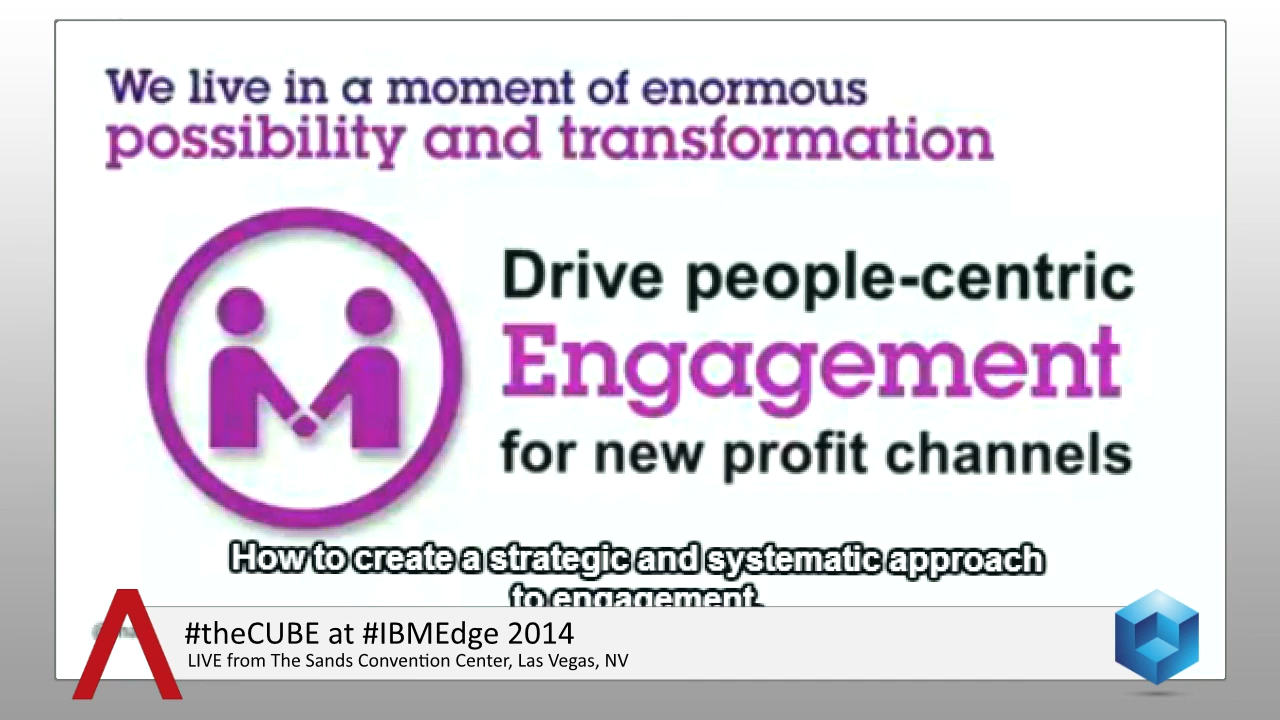 We live in a moment of enormous
possibility and transformation
Drive people-centric
Engagement
for new profit channels
How to create a strategic and systematic approach
to engagement.
#theCUBE at #IBMEdge 2014
LIVE from The Sands Convention Center, Las Vegas, NV